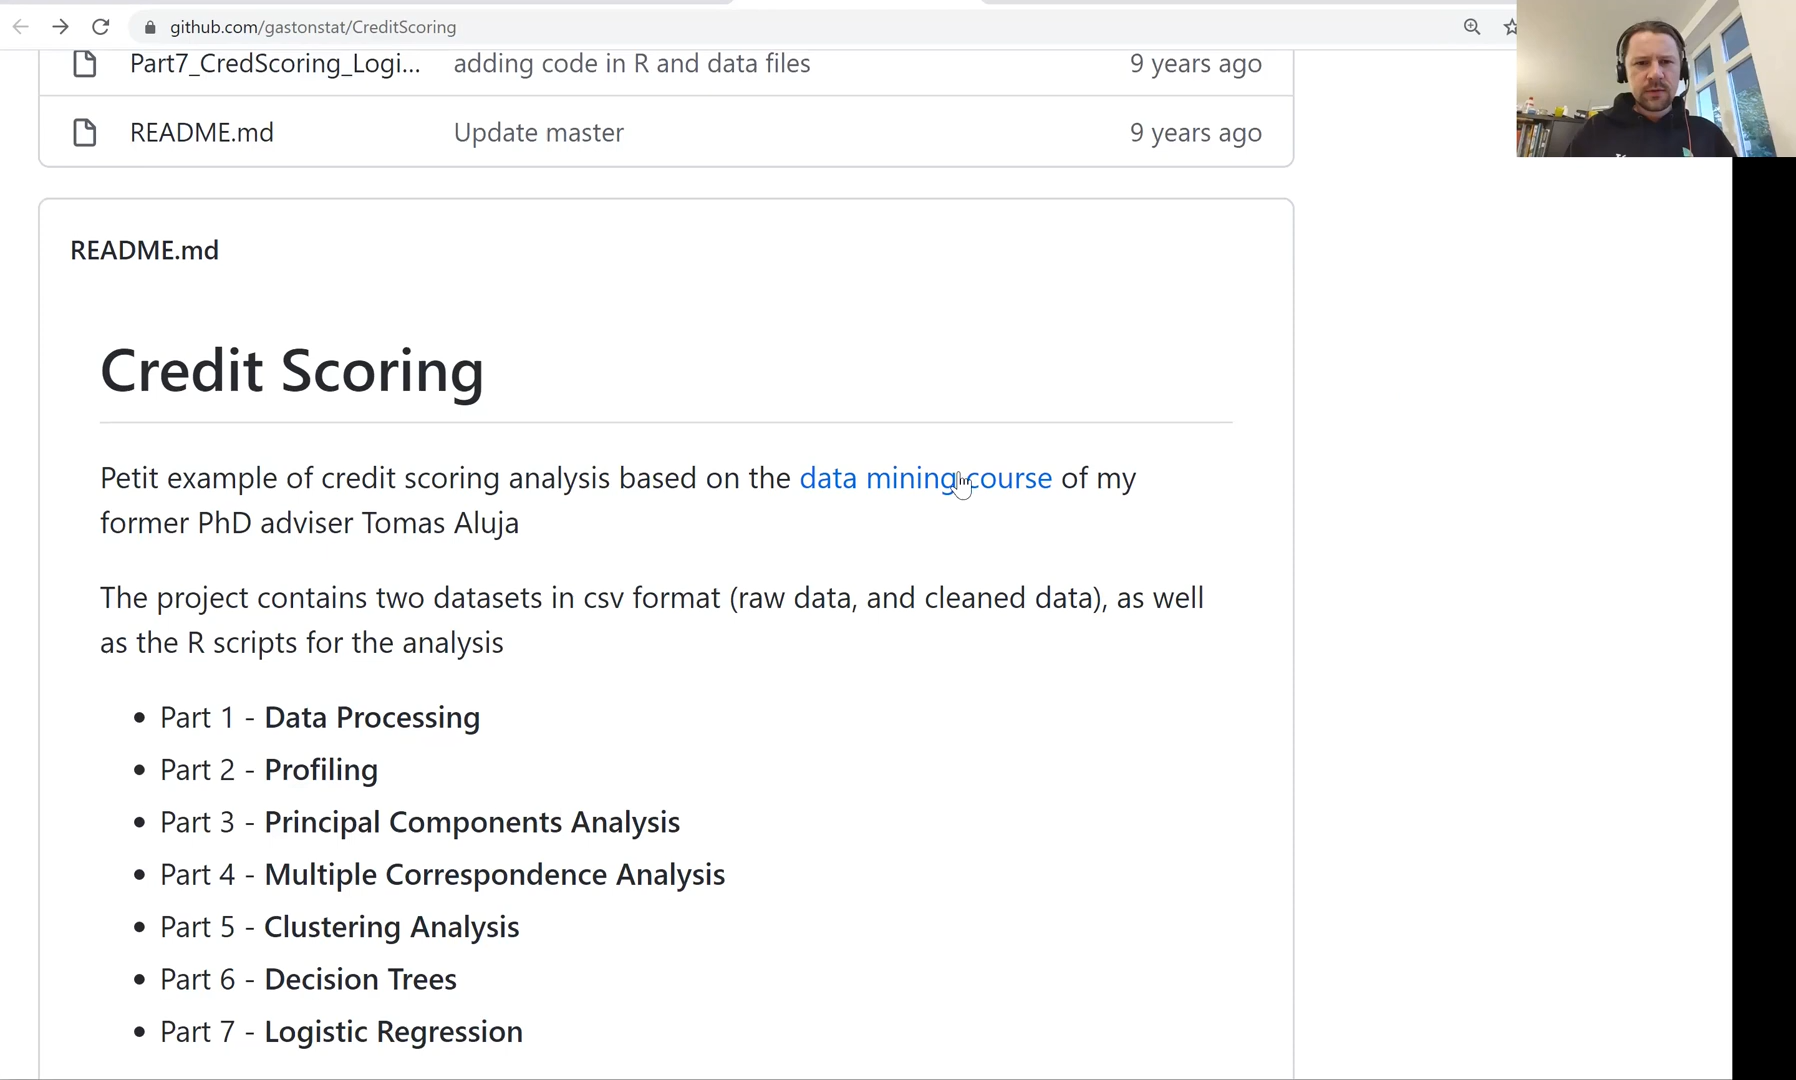 github.com/gastonstat/CreditScoring
Part7_CredScoring_Logi... adding code in R and data files 9 years ago
README.md Update master 9 years ago
README.md
Credit Scoring
Petit example of credit scoring analysis based on the data mining course of my
former PhD adviser Tomas Aluja
The project contains two datasets in csv format (raw data, and cleaned data), as well
as the R scripts for the analysis
• Part 1 - Data Processing
• Part 2 - Profiling
• Part 3 - Principal Components Analysis
• Part 4 - Multiple Correspondence Analysis
• Part 5 - Clustering Analysis
• Part 6 - Decision Trees
• Part 7 - Logistic Regression